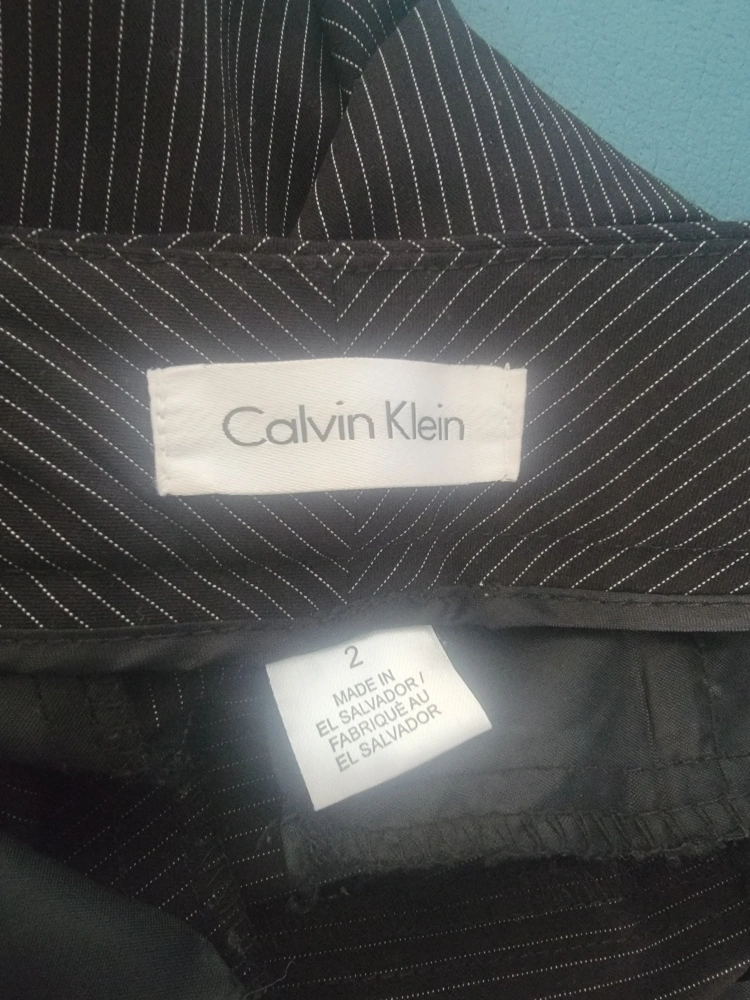 Calvin Klein
2
MADE IN
EL SALVADOR/
FABRIQUÉ AU
EL SALVADOR